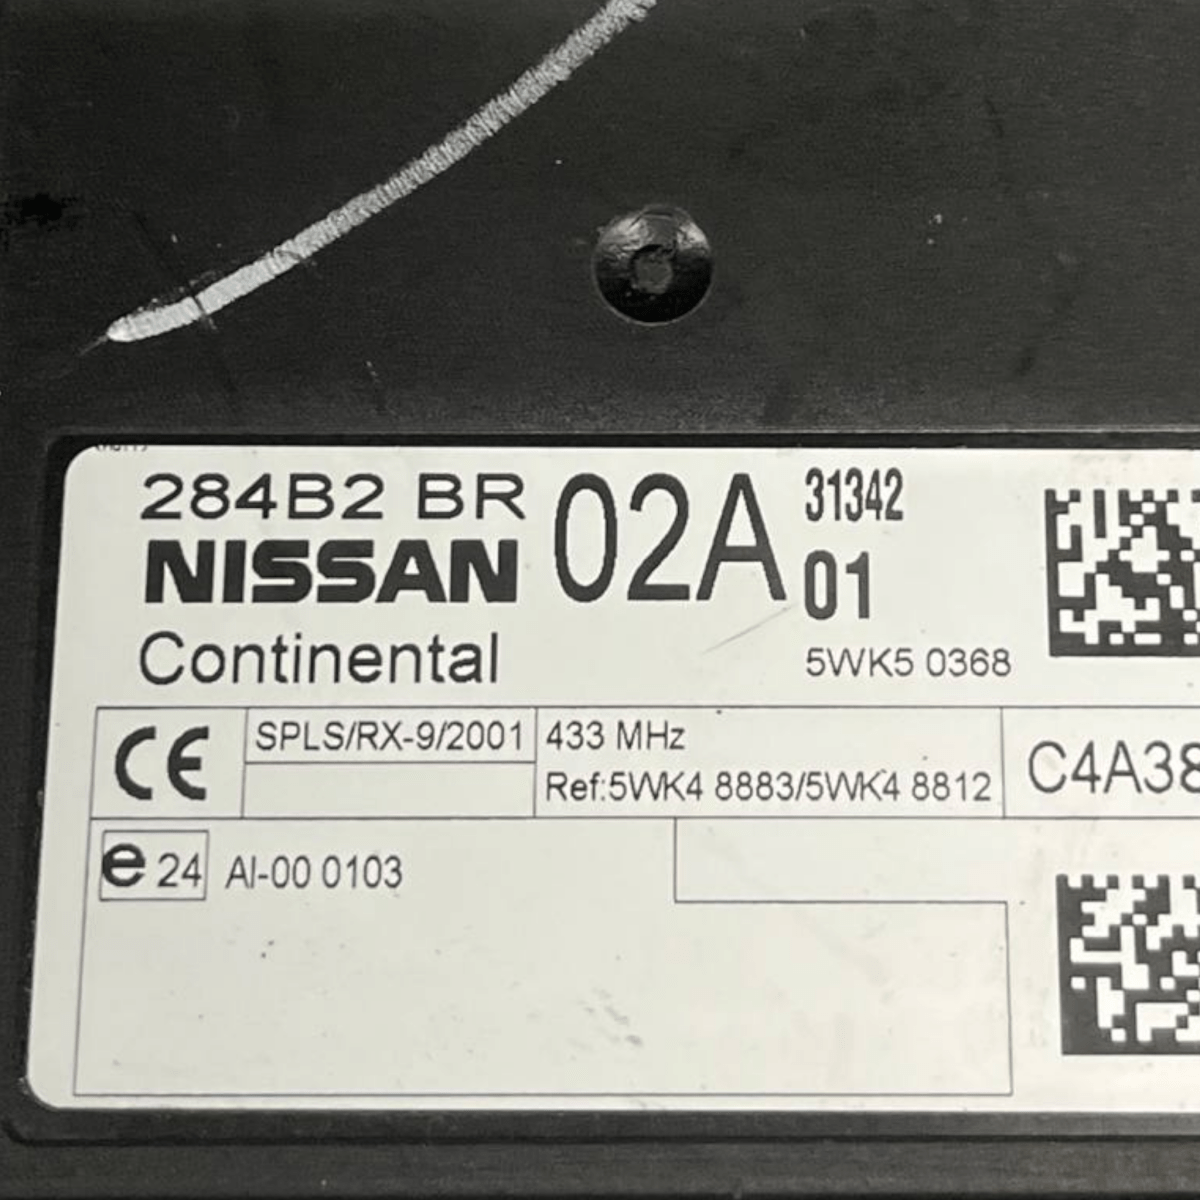 284B2 BR 02A 31342
NISSAN 01
Continental 5WK5 0368
CE SPLS/RX-9/2001 433 MHz
Ref:5WK4 8883/5WK4 8812 C4A38
e 24 AI-00 0103